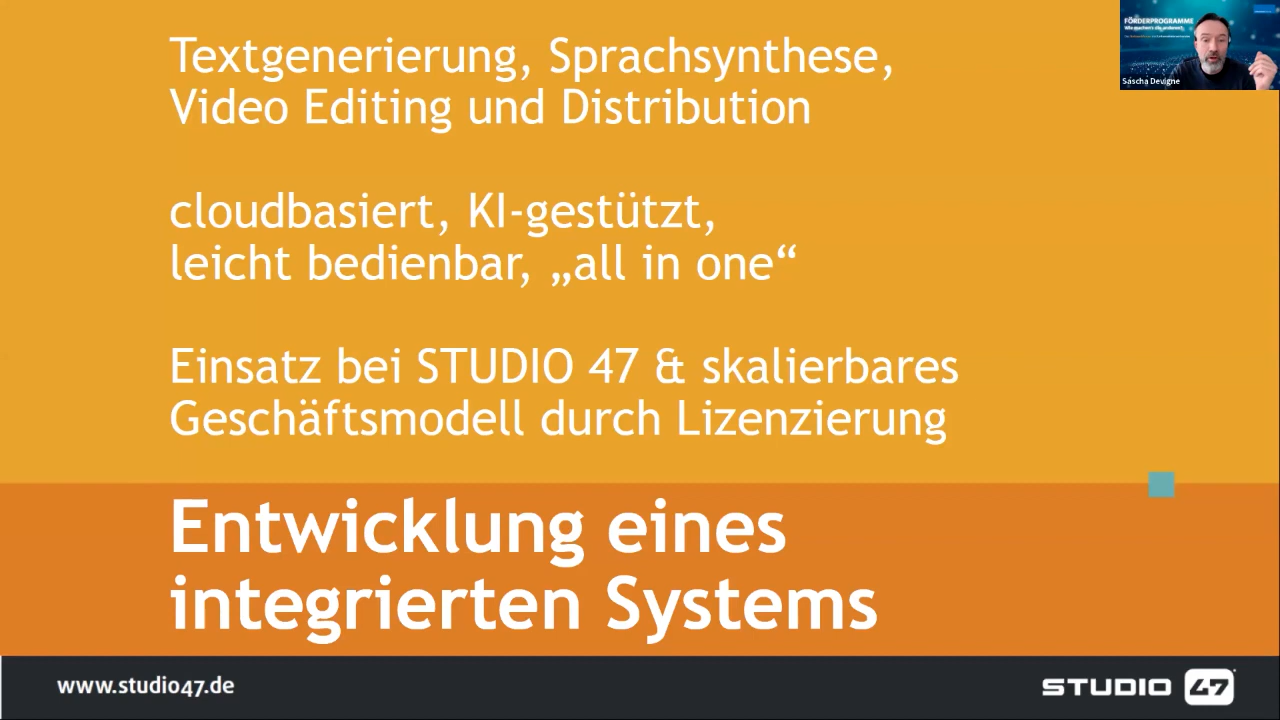 Textgenerierung, Sprachsynthese,
Video Editing und Distribution
cloudbasiert, KI-gestützt,
leicht bedienbar, „all in one“
Einsatz bei STUDIO 47 & skalierbares
Geschäftsmodell durch Lizenzierung
Entwicklung eines
integrierten Systems
www.studio47.de
STUDIO 47
FÖRDERPROGRAMME
Sascha Devigne